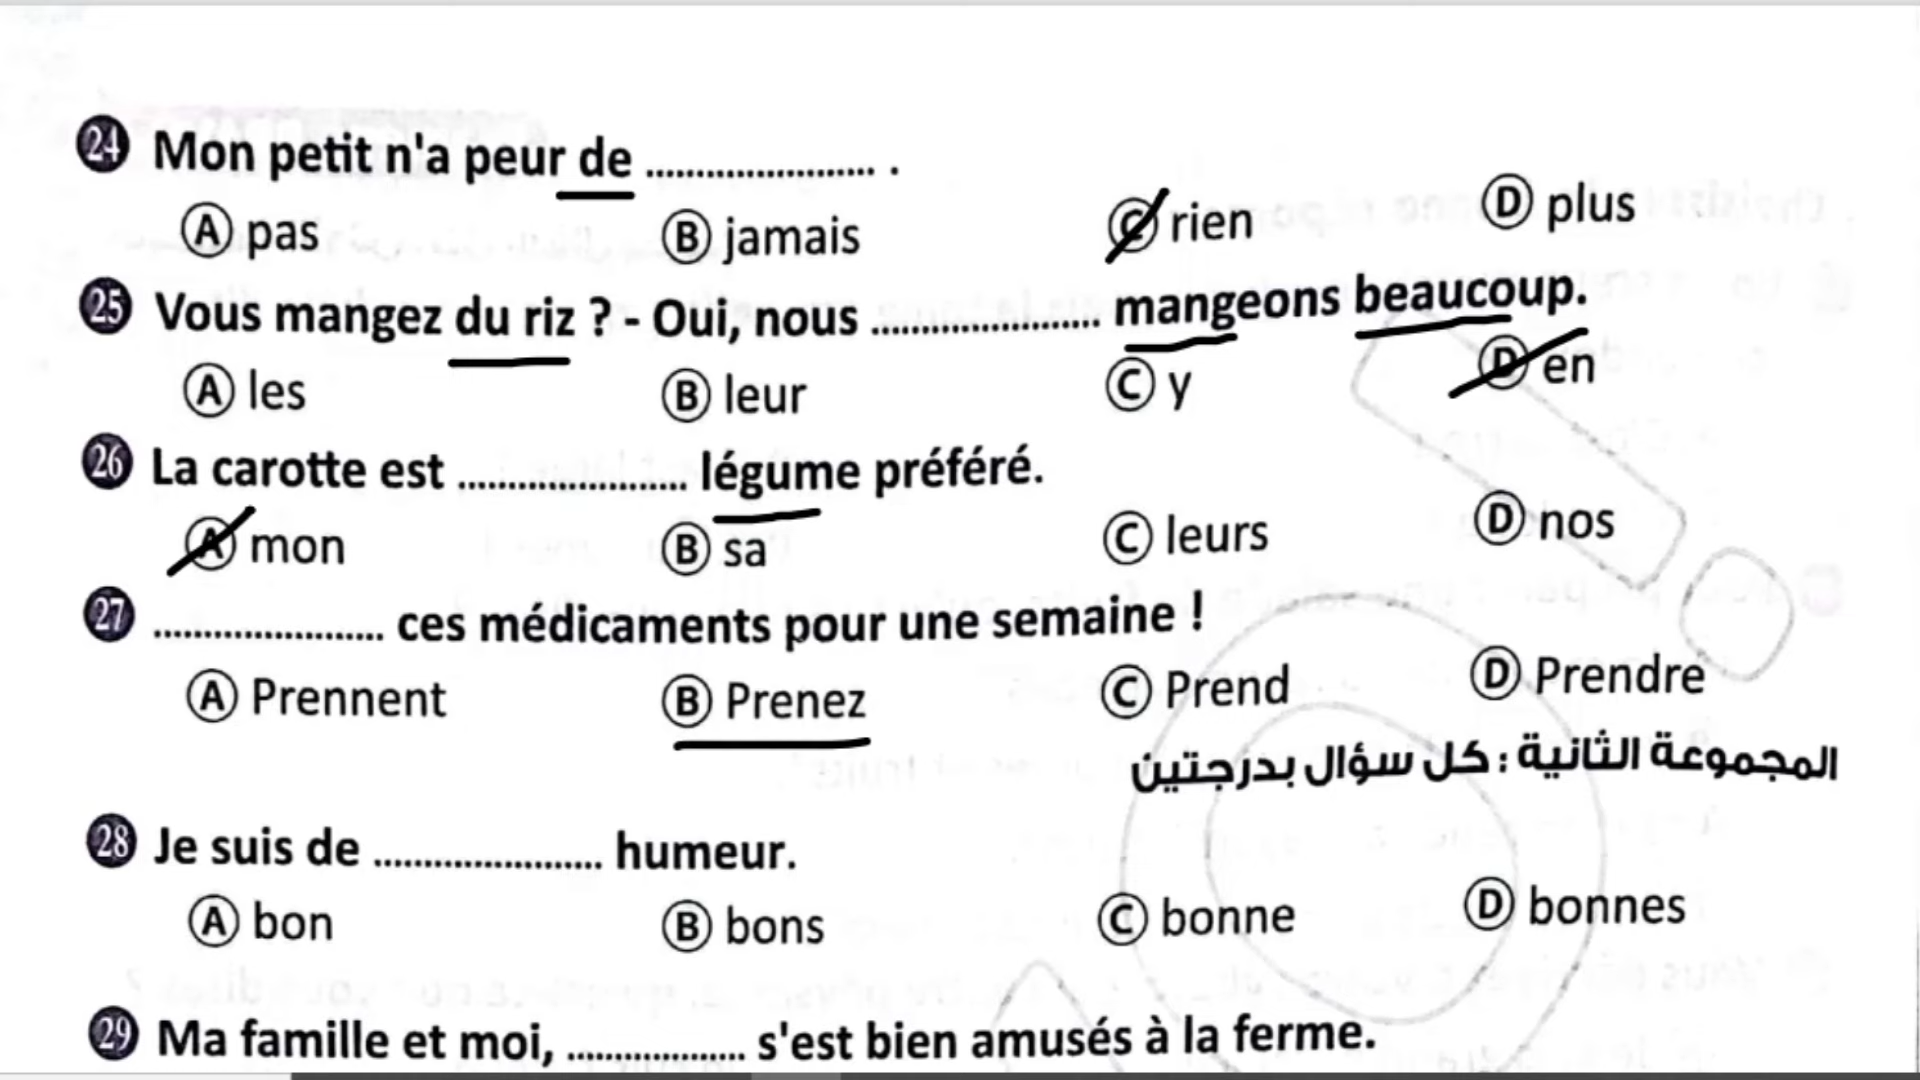 24 Mon petit n'a peur de ...................... .
A pas B jamais C rien D plus
25 Vous mangez du riz ? - Oui, nous ...................... mangeons beaucoup.
A les B leur C y D en
26 La carotte est ...................... légume préféré.
A mon B sa C leurs D nos
27 ...................... ces médicaments pour une semaine !
A Prennent B Prenez C Prend D Prendre
المجموعة الثانية : كل سؤال بدرجتين
28 Je suis de ...................... humeur.
A bon B bons C bonne D bonnes
29 Ma famille et moi, .................. s'est bien amusés à la ferme.